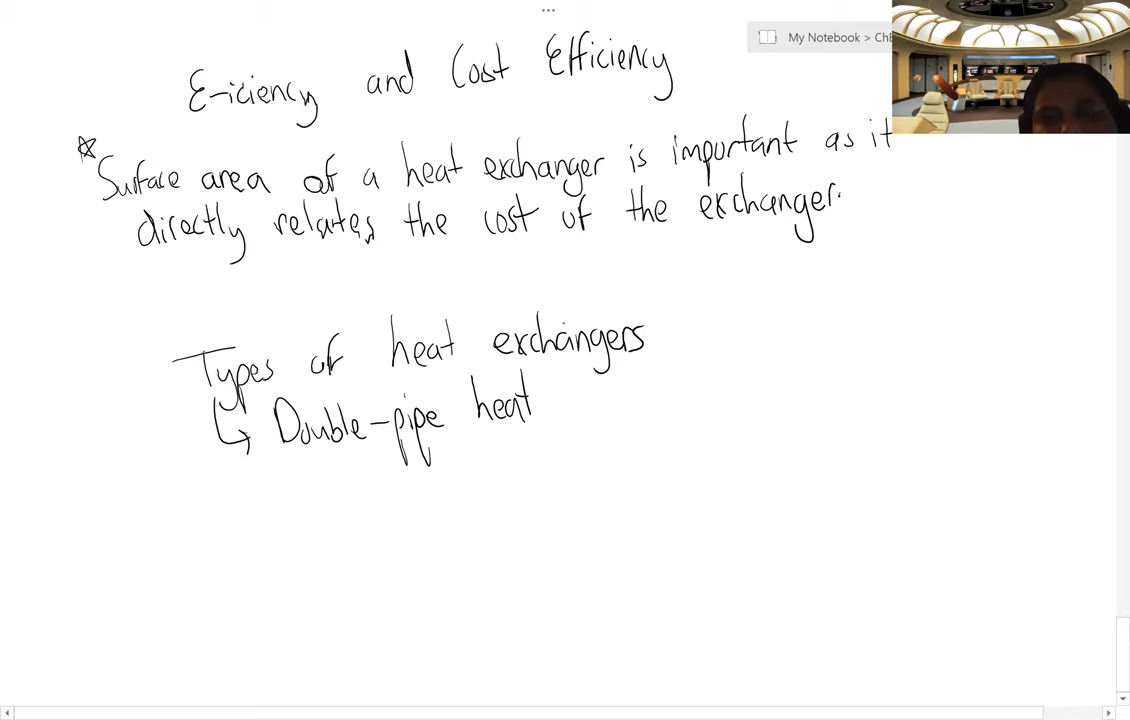 My Notebook > ChE
E-iciency and Cost Efficiency
☆ Surface area of a heat exchanger is important as it
directly relates the cost of the exchanger.
Types of heat exchangers
↳ Double-pipe heat